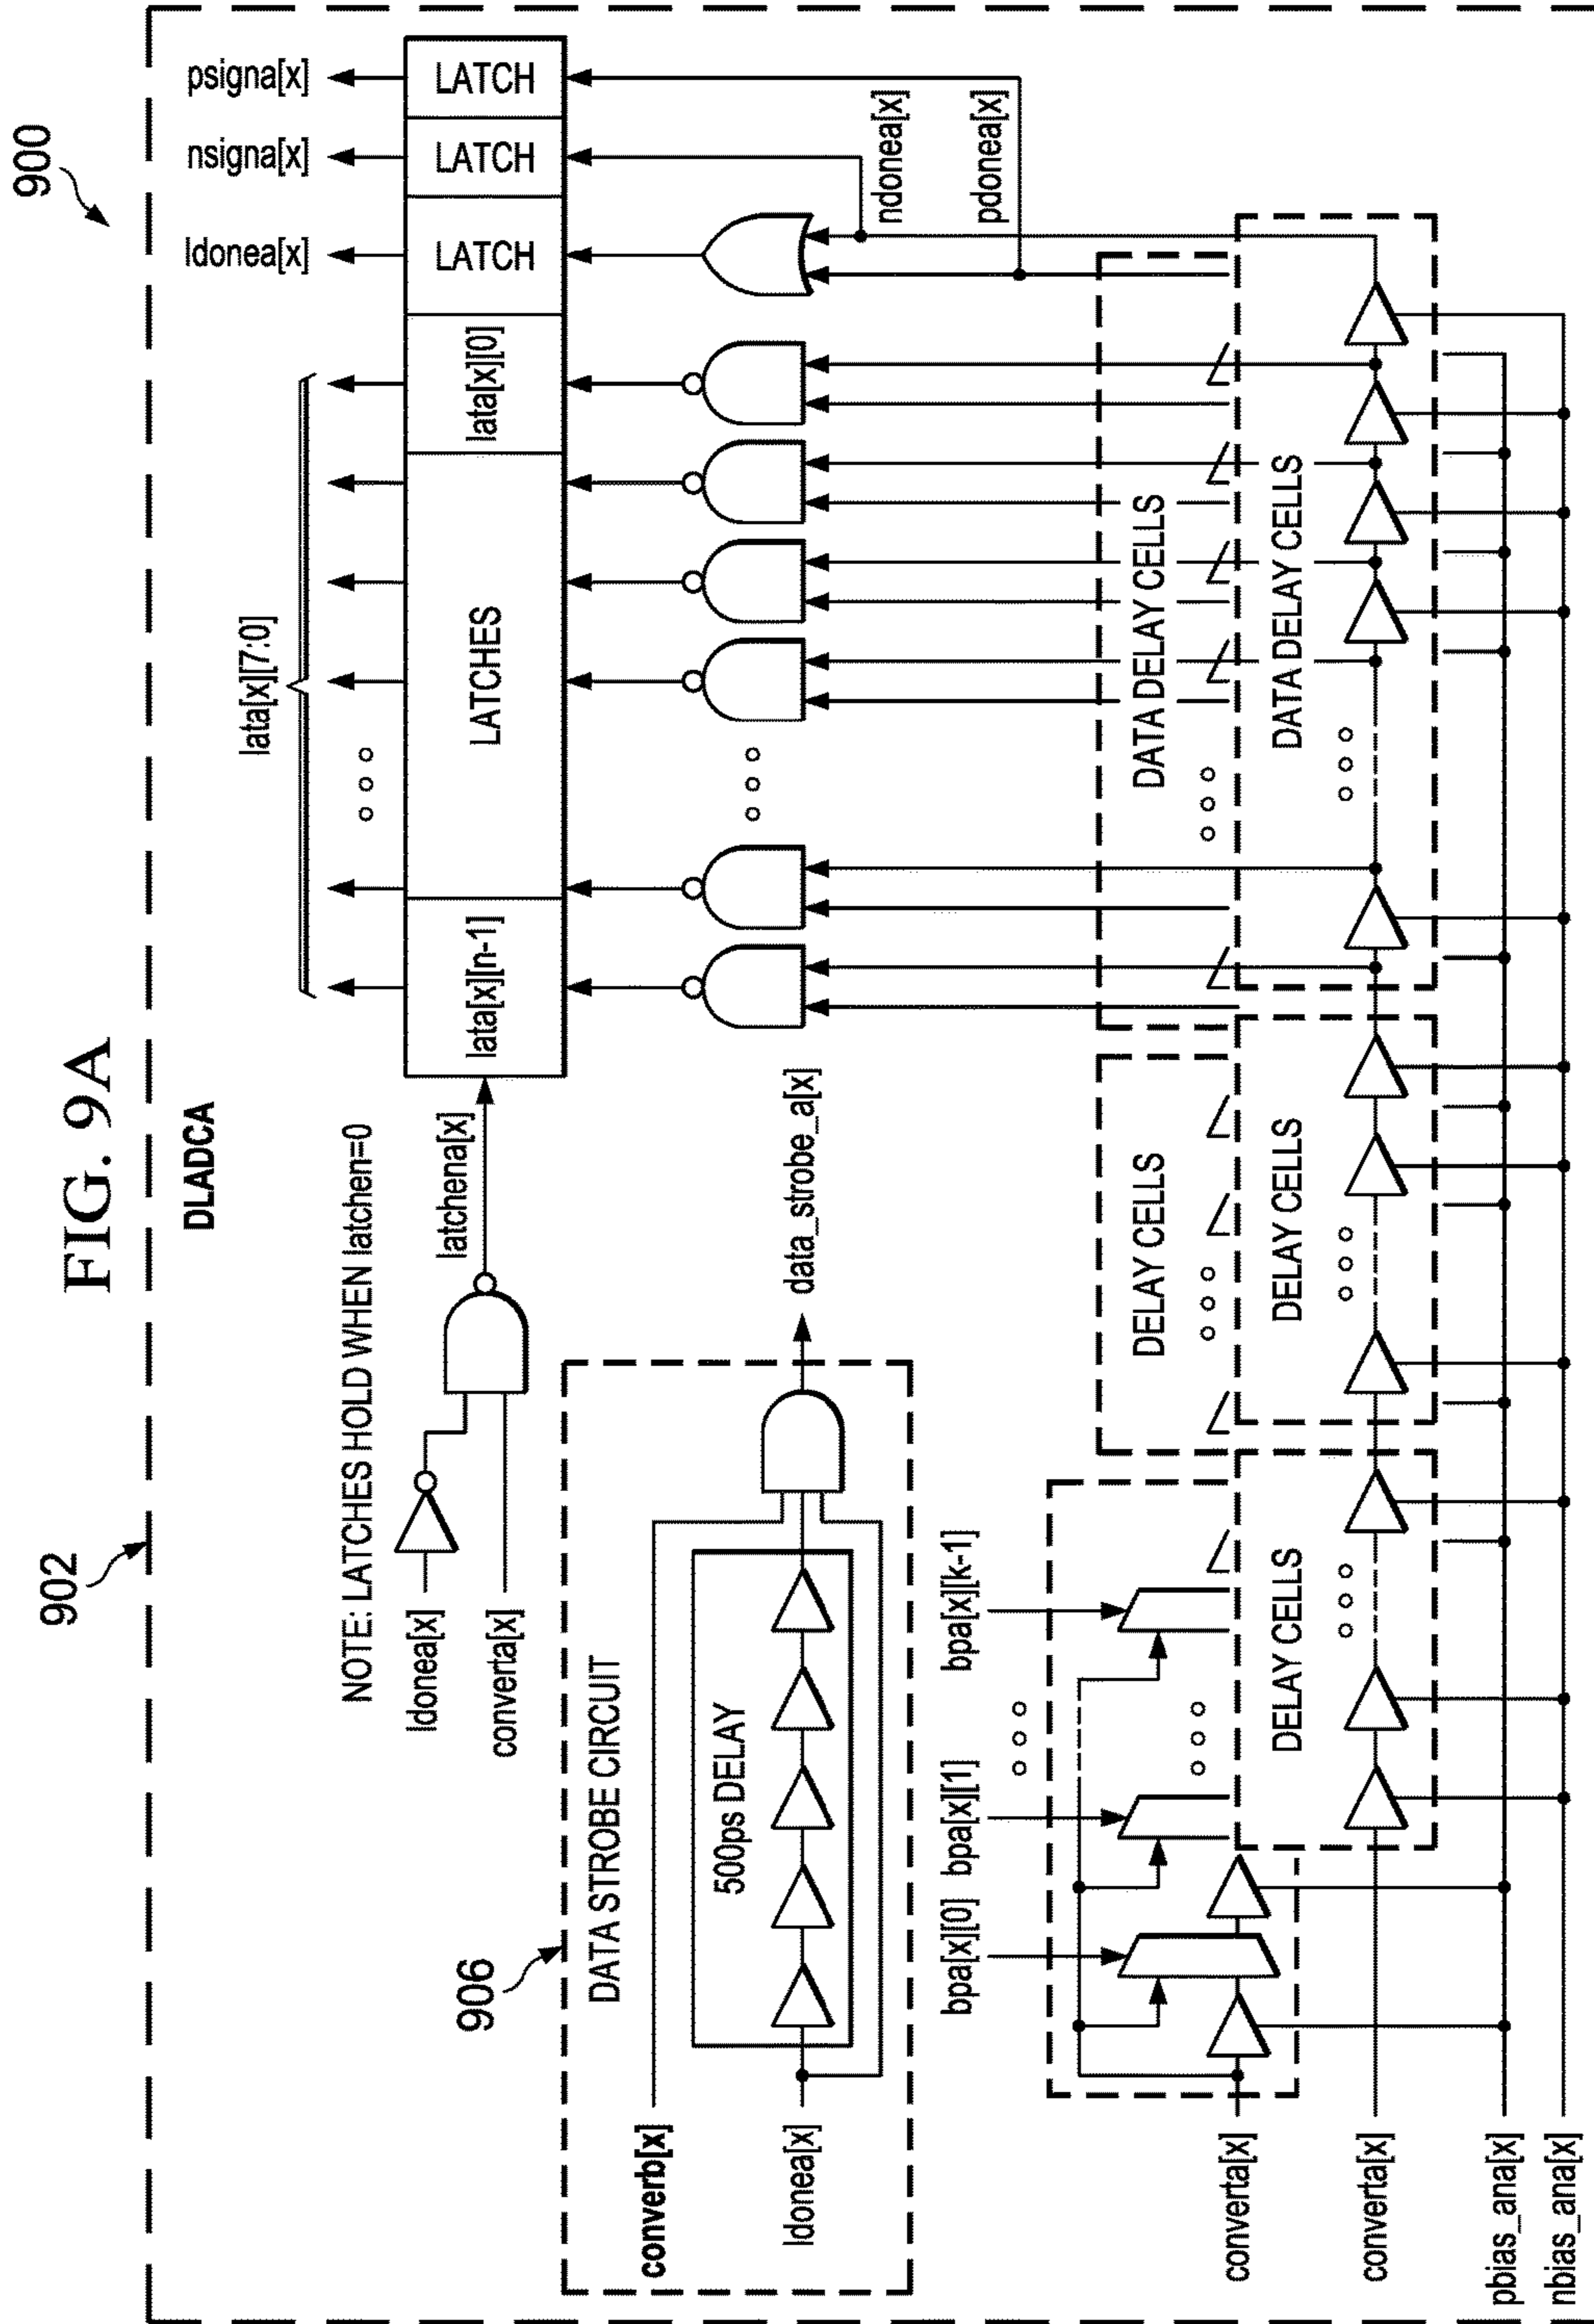 FIG. 9A
900
902
DLADCA
psigna[x]
nsigna[x]
ldonea[x]
lata[x][7:0]
LATCH
LATCH
LATCH
lata[x][0]
LATCHES
lata[x][n-1]
NOTE: LATCHES HOLD WHEN latchen=0
ldonea[x]
converta[x]
latchena[x]
ndonea[x]
pdonea[x]
906
DATA STROBE CIRCUIT
converb[x]
500ps DELAY
ldonea[x]
data_strobe_a[x]
bpa[x][0]
bpa[x][1]
bpa[x][k-1]
DELAY CELLS
DATA DELAY CELLS
converta[x]
DELAY CELLS
DELAY CELLS
DATA DELAY CELLS
converta[x]
pbias_ana[x]
nbias_ana[x]